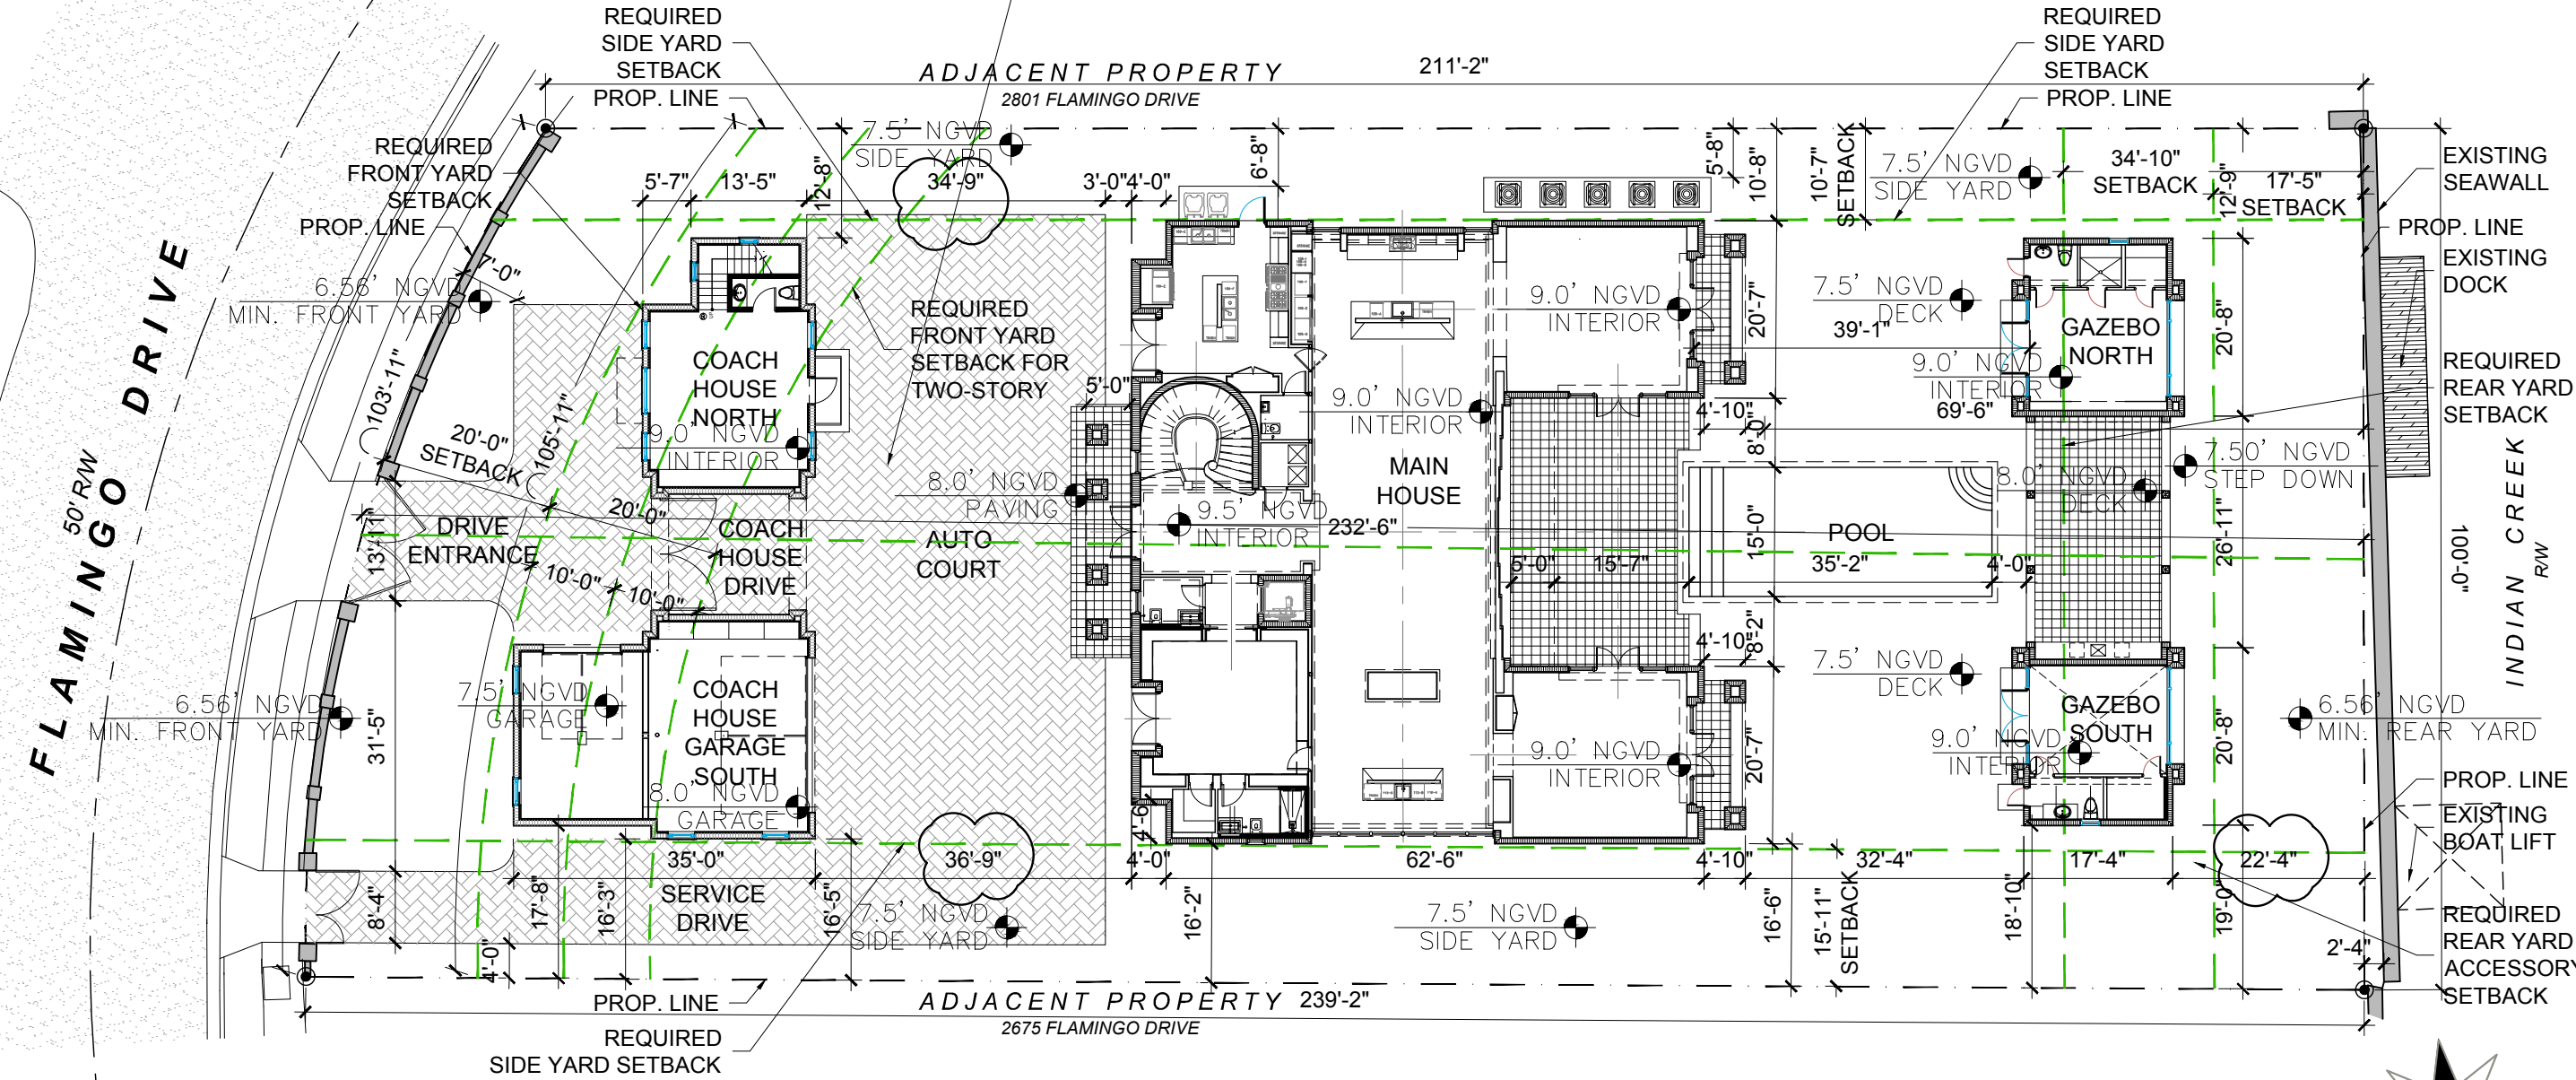 REQUIRED
SIDE YARD
SETBACK
PROP. LINE
ADJACENT PROPERTY
2801 FLAMINGO DRIVE
211'-2"
REQUIRED
SIDE YARD
SETBACK
PROP. LINE
REQUIRED
FRONT YARD
SETBACK
PROP. LINE
7.5' NGVD
SIDE YARD
5'-7"
13'-5"
12'-8"
34'-9"
3'-0"
4'-0"
6'-8"
5'-8"
10'-8"
10'-7"
SETBACK
7.5' NGVD
SIDE YARD
34'-10"
SETBACK
12'-9"
17'-5"
SETBACK
EXISTING
SEAWALL
PROP. LINE
EXISTING
DOCK
REQUIRED
REAR YARD
SETBACK
FLAMINGO DRIVE
50' R/W
6.56' NGVD
MIN. FRONT YARD
7'-0"
103'-11"
105'-11"
20'-0"
SETBACK
20'-0"
COACH
HOUSE
NORTH
9.0' NGVD
INTERIOR
REQUIRED
FRONT YARD
SETBACK FOR
TWO-STORY
5'-0"
8.0' NGVD
PAVING
9.0' NGVD
INTERIOR
MAIN
HOUSE
9.5' NGVD
INTERIOR
232'-6"
9.0' NGVD
INTERIOR
20'-7"
7.5' NGVD
DECK
39'-1"
9.0' NGVD
INTERIOR
69'-6"
GAZEBO
NORTH
20'-8"
4'-10"
8'-0"
15'-0"
POOL
35'-2"
4'-0"
5'-0"
15'-7"
8.0' NGVD
DECK
7.50' NGVD
STEP DOWN
26'-11"
100'-0"
INDIAN CREEK
R/W
DRIVE
ENTRANCE
13'-11"
10'-0"
10'-0"
COACH
HOUSE
DRIVE
AUTO
COURT
4'-10"
8'-2"
7.5' NGVD
DECK
6.56' NGVD
MIN. FRONT YARD
31'-5"
7.5' NGVD
GARAGE
COACH
HOUSE
GARAGE
SOUTH
8.0' NGVD
GARAGE
9.0' NGVD
INTERIOR
20'-7"
GAZEBO
SOUTH
9.0' NGVD
INTERIOR
20'-8"
6.56' NGVD
MIN. REAR YARD
PROP. LINE
EXISTING
BOAT LIFT
REQUIRED
REAR YARD
ACCESSORY
SETBACK
4'-6"
35'-0"
36'-9"
4'-0"
62'-6"
4'-10"
32'-4"
17'-4"
22'-4"
8'-4"
4'-0"
17'-8"
16'-3"
SERVICE
DRIVE
16'-5"
7.5' NGVD
SIDE YARD
16'-2"
7.5' NGVD
SIDE YARD
16'-6"
15'-11"
SETBACK
18'-10"
19'-0"
2'-4"
PROP. LINE
ADJACENT PROPERTY
239'-2"
2675 FLAMINGO DRIVE
REQUIRED
SIDE YARD SETBACK